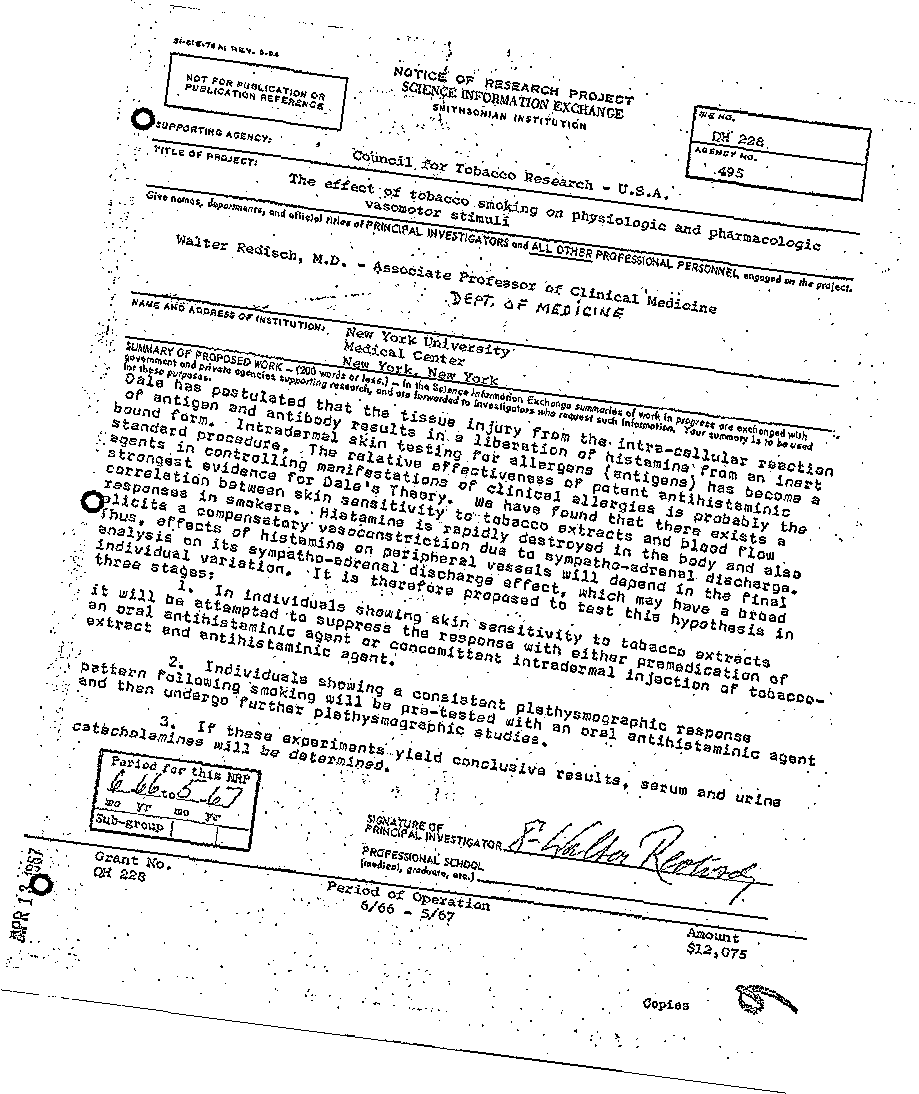 SI-SIE-78 A: REV. 5-64
NOT FOR PUBLICATION OR
PUBLICATION REFERENCE
NOTICE OF RESEARCH PROJECT
SCIENCE INFORMATION EXCHANGE
SMITHSONIAN INSTITUTION
SIE NO.
QH 228
AGENCY NO.
495
SUPPORTING AGENCY:
Council for Tobacco Research - U.S.A.
TITLE OF PROJECT:
The effect of tobacco smoking on physiologic and pharmacologic
vasomotor stimuli
Give names, departments, and official titles of PRINCIPAL INVESTIGATORS and ALL OTHER PROFESSIONAL PERSONNEL engaged on the project.
Walter Redisch, M.D. - Associate Professor of Clinical Medicine
DEPT. OF MEDICINE
NAME AND ADDRESS OF INSTITUTION:
New York University
Medical Center
New York, New York
SUMMARY OF PROPOSED WORK - (200 words or less.) - In the Science Information Exchange summaries of work in progress are exchanged with
government and private agencies supporting research, and are forwarded to investigators who request such information. Your summary is to be used
for these purposes.
Dale has postulated that the tissue injury from the intra-cellular reaction
of antigen and antibody results in a liberation of histamine from an inert
bound form. Intradermal skin testing for allergens (antigens) has become a
standard procedure. The relative effectiveness of potent antihistaminic
agents in controlling manifestations of clinical allergies is probably the
strongest evidence for Dale's Theory. We have found that there exists a
correlation between skin sensitivity to tobacco extracts and blood flow
responses in smokers. Histamine is rapidly destroyed in the body and also
elicits a compensatory vasoconstriction due to sympatho-adrenal discharge.
Thus, effects of histamine on peripheral vessels will depend in the final
analysis on its sympatho-adrenal discharge effect, which may have a broad
individual variation. It is therefore proposed to test this hypothesis in
three stages:
1. In individuals showing skin sensitivity to tobacco extracts
it will be attempted to suppress the response with either premedication of
an oral antihistaminic agent or concomittant intradermal injection of tobacco-
extract and antihistaminic agent.
2. Individuals showing a consistent plethysmographic response
pattern following smoking will be pre-tested with an oral antihistaminic agent
and then undergo further plethysmographic studies.
3. If these experiments yield conclusive results, serum and urine
catecholamines will be determined.
Period for this NRP
6 66 to 5 67
mo yr mo yr
Sub-group
SIGNATURE OF
PRINCIPAL INVESTIGATOR
Walter Redisch
PROFESSIONAL SCHOOL
(medical, graduate, etc.)
APR 12 1967
Grant No.
QH 228
Period of Operation
6/66 - 5/67
Amount
$12,075
Copies